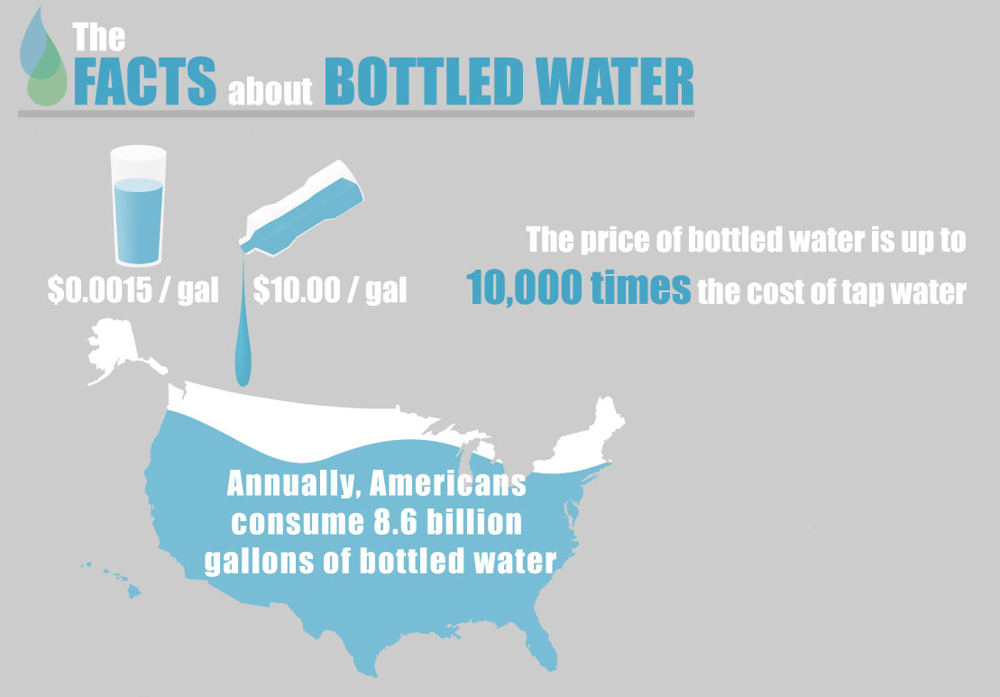 The
FACTS about BOTTLED WATER
$0.0015 / gal
$10.00 / gal
The price of bottled water is up to
10,000 times the cost of tap water
Annually, Americans
consume 8.6 billion
gallons of bottled water